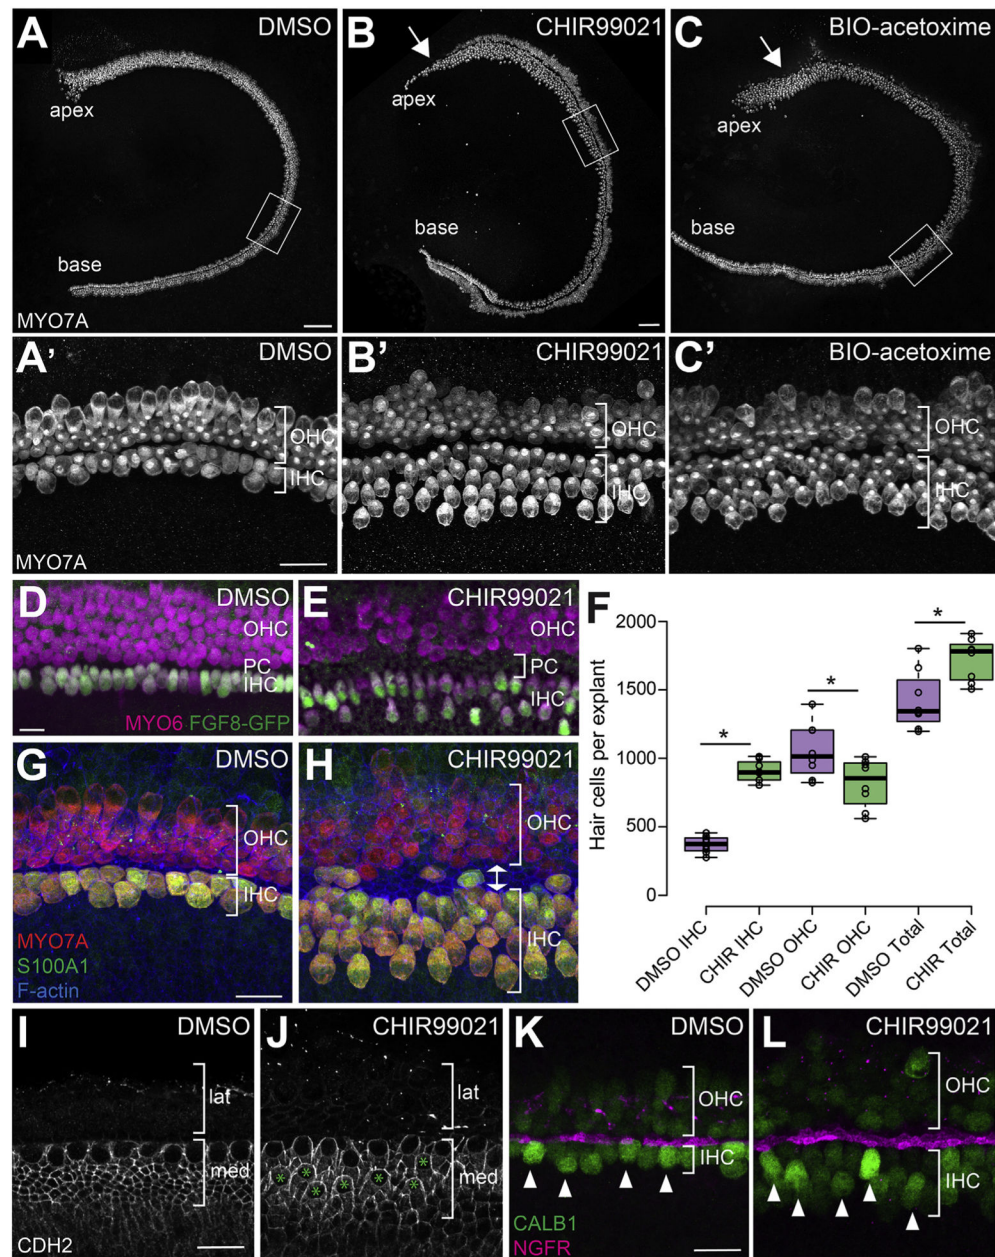 A DMSO
apex
base
MYO7A
B CHIR99021
apex
base
C BIO-acetoxime
apex
base
A' DMSO
OHC
IHC
MYO7A
B' CHIR99021
OHC
IHC
C' BIO-acetoxime
OHC
IHC
D DMSO
OHC
PC
IHC
MYO6 FGF8-GFP
E CHIR99021
OHC
PC
IHC
F
Hair cells per explant
2000
1500
1000
500
0
* * *
DMSO IHC
CHIR IHC
DMSO OHC
CHIR OHC
DMSO Total
CHIR Total
G DMSO
OHC
IHC
MYO7A
S100A1
F-actin
H CHIR99021
OHC
IHC
I DMSO
lat
med
CDH2
J CHIR99021
lat
med
* * * * * * *
K DMSO
OHC
IHC
CALB1
NGFR
L CHIR99021
OHC
IHC